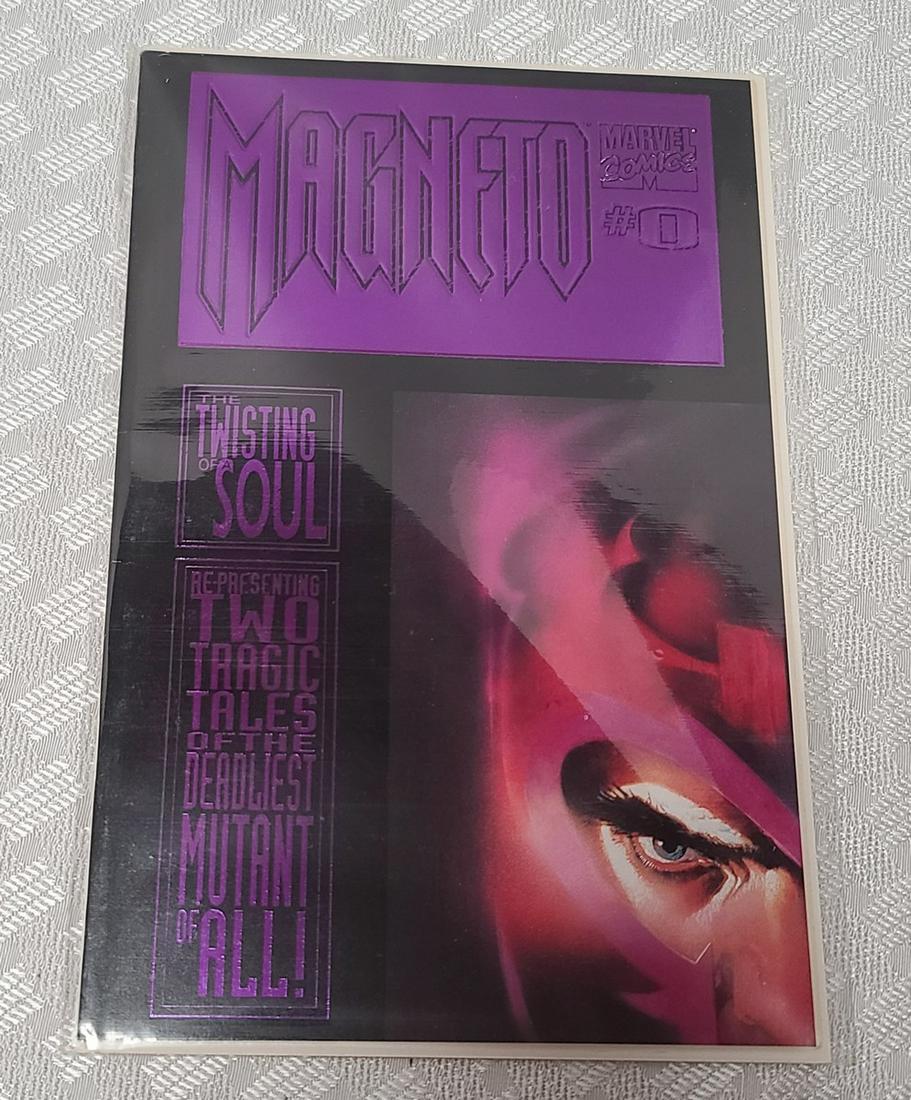 MAGNETO
MARVEL
COMICS
M
#0
THE
TWISTING
OF A
SOUL
RE-PRESENTING
TWO
TRAGIC
TALES
OF THE
DEADLIEST
MUTANT
OF
ALL!